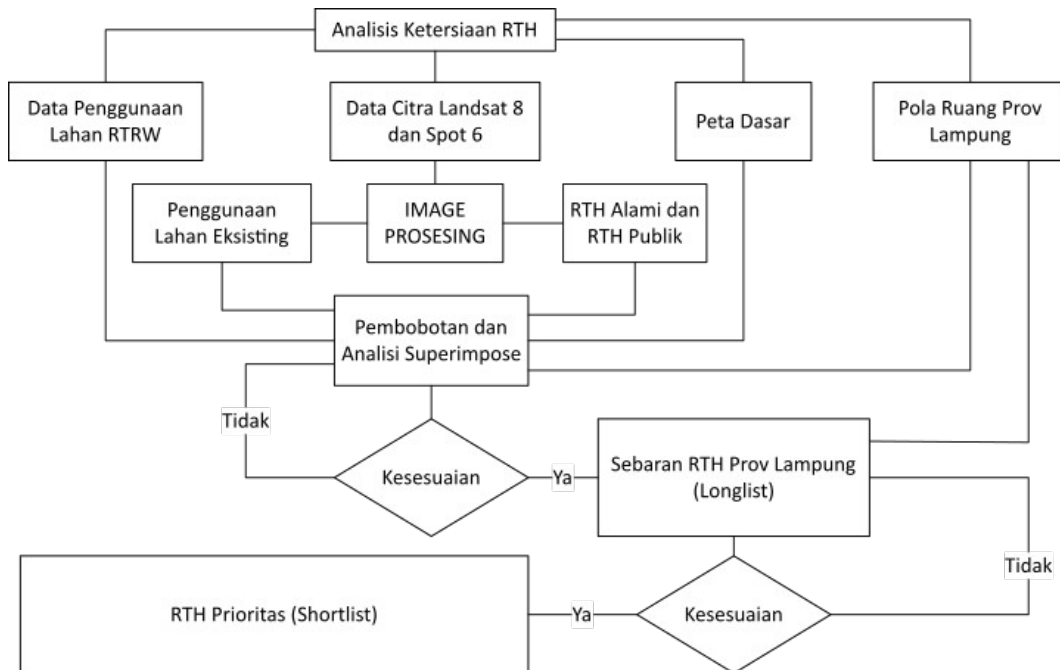 Analisis Ketersiaan RTH
Data Penggunaan
Lahan RTRW
Data Citra Landsat 8
dan Spot 6
Peta Dasar
Pola Ruang Prov
Lampung
Penggunaan
Lahan Eksisting
IMAGE
PROSESING
RTH Alami dan
RTH Publik
Pembobotan dan
Analisi Superimpose
Tidak
Kesesuaian
Ya
Sebaran RTH Prov Lampung
(Longlist)
Tidak
RTH Prioritas (Shortlist)
Ya
Kesesuaian